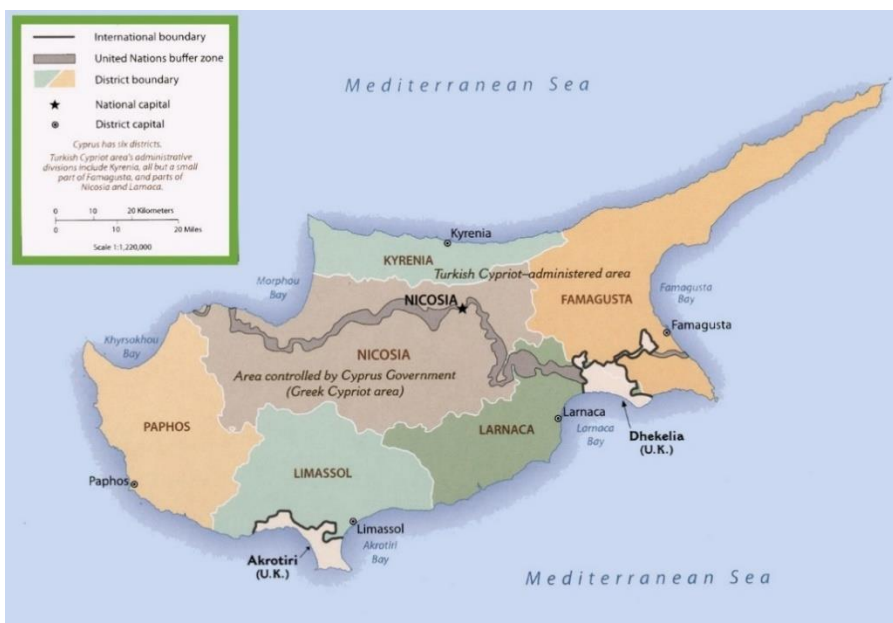 International boundary
United Nations buffer zone
District boundary
National capital
District capital
Cyprus has six districts.
Turkish Cypriot area's administrative
divisions include Kyrenia, all but a small
part of Famagusta, and parts of
Nicosia and Larnaca.
0 10 20 Kilometers
0 10 20 Miles
Scale 1:1,220,000
Mediterranean Sea
Kyrenia
KYRENIA
Turkish Cypriot–administered area
Morphou
Bay
NICOSIA
FAMAGUSTA
Famagusta
Bay
Famagusta
Khyrsokhou
Bay
NICOSIA
Area controlled by Cyprus Government
(Greek Cypriot area)
PAPHOS
LARNACA
Larnaca
Larnaca
Bay
Dhekelia
(U.K.)
LIMASSOL
Paphos
Limassol
Akrotiri
Bay
Akrotiri
(U.K.)
Mediterranean Sea